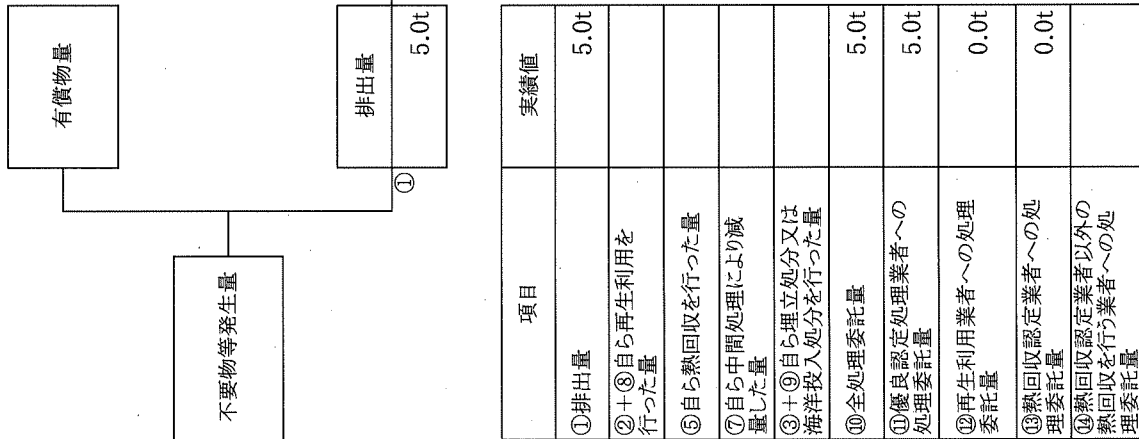 有償物量
不要物等発生量
排出量
①
5.0t
項目
実績値
①排出量
5.0t
②+⑧自ら再生利用を
行った量
⑤自ら熱回収を行った量
⑦自ら中間処理により減
量した量
③+⑨自ら埋立処分又は
海洋投入処分を行った量
⑩全処理委託量
5.0t
⑪優良認定処理業者への
処理委託量
5.0t
⑫再生利用業者への処理
委託量
0.0t
⑬熱回収認定業者への処
理委託量
0.0t
⑭熱回収認定業者以外の
熱回収を行う業者への処
理委託量